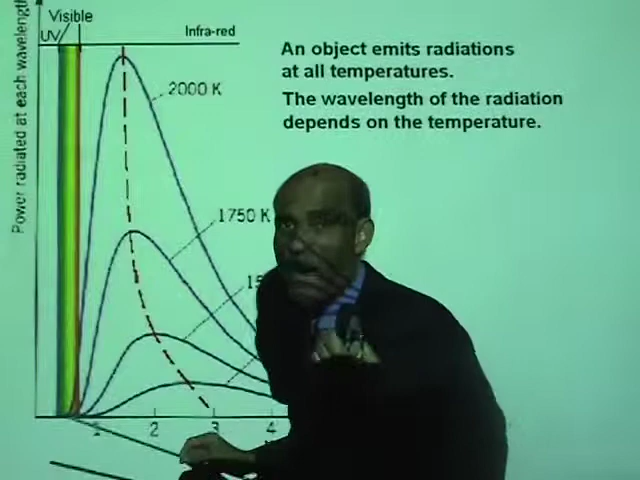 Visible
UV
Infra-red
Power radiated at each wavelength
An object emits radiations
at all temperatures.
The wavelength of the radiation
depends on the temperature.
2000 K
1750 K
2
3
4